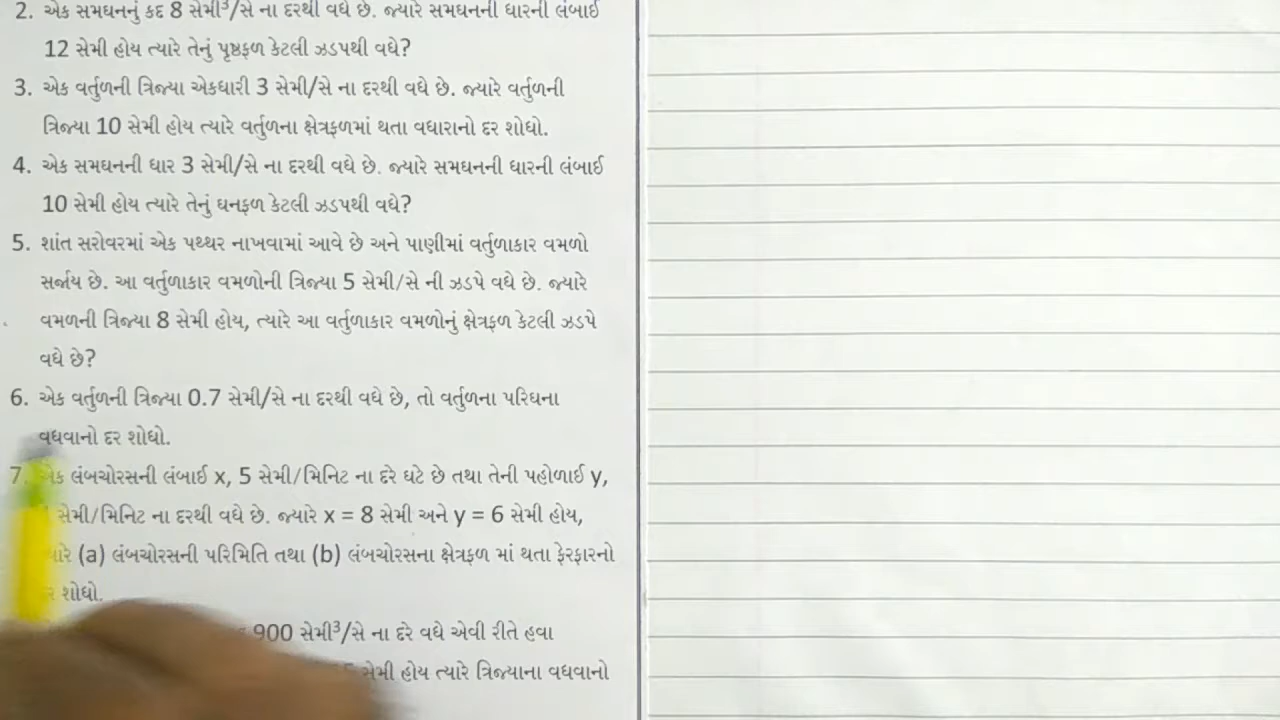 2. એક સમઘનનું કદ 8 સેમી³/સે ના દરથી વધે છે. જ્યારે સમઘનની ધારની લંબાઈ
12 સેમી હોય ત્યારે તેનું પૃષ્ઠફળ કેટલી ઝડપથી વધે?
3. એક વર્તુળની ત્રિજ્યા એકધારી 3 સેમી/સે ના દરથી વધે છે. જ્યારે વર્તુળની
ત્રિજ્યા 10 સેમી હોય ત્યારે વર્તુળના ક્ષેત્રફળમાં થતા વધારાનો દર શોધો.
4. એક સમઘનની ધાર 3 સેમી/સે ના દરથી વધે છે. જ્યારે સમઘનની ધારની લંબાઈ
10 સેમી હોય ત્યારે તેનું ઘનફળ કેટલી ઝડપથી વધે?
5. શાંત સરોવરમાં એક પથ્થર નાખવામાં આવે છે અને પાણીમાં વર્તુળાકાર વમળો
સર્જાય છે. આ વર્તુળાકાર વમળોની ત્રિજ્યા 5 સેમી/સે ની ઝડપે વધે છે. જ્યારે
વમળની ત્રિજ્યા 8 સેમી હોય, ત્યારે આ વર્તુળાકાર વમળોનું ક્ષેત્રફળ કેટલી ઝડપે
વધે છે?
6. એક વર્તુળની ત્રિજ્યા 0.7 સેમી/સે ના દરથી વધે છે, તો વર્તુળના પરિઘના
વધવાનો દર શોધો.
7. એક લંબચોરસની લંબાઈ x, 5 સેમી/મિનિટ ના દરે ઘટે છે તથા તેની પહોળાઈ y,
સેમી/મિનિટ ના દરથી વધે છે. જ્યારે x = 8 સેમી અને y = 6 સેમી હોય,
(a) લંબચોરસની પરિમિતિ તથા (b) લંબચોરસના ક્ષેત્રફળ માં થતા ફેરફારનો
શોધો.
900 સેમી³/સે ના દરે વધે એવી રીતે હવા
સેમી હોય ત્યારે ત્રિજ્યાના વધવાનો